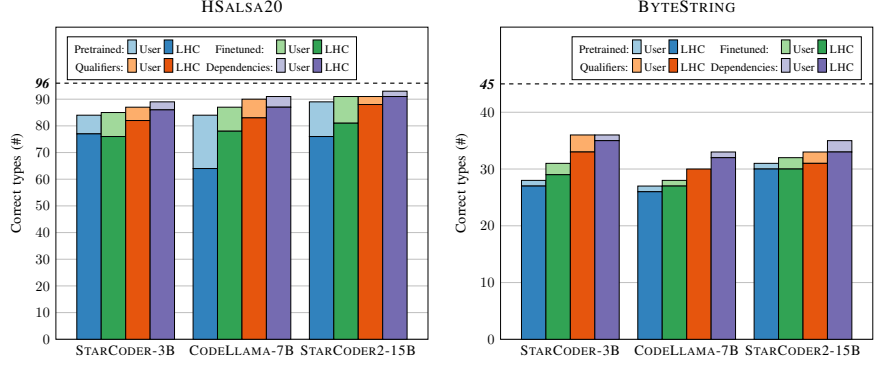 HSALSA20
Pretrained: User LHC Finetuned: User LHC
Qualifiers: User LHC Dependencies: User LHC
96
90
80
70
60
50
40
30
20
10
0
Correct types (#)
STARCODER-3B CODELLAMA-7B STARCODER2-15B
BYTESTRING
Pretrained: User LHC Finetuned: User LHC
Qualifiers: User LHC Dependencies: User LHC
45
40
30
20
10
0
Correct types (#)
STARCODER-3B CODELLAMA-7B STARCODER2-15B